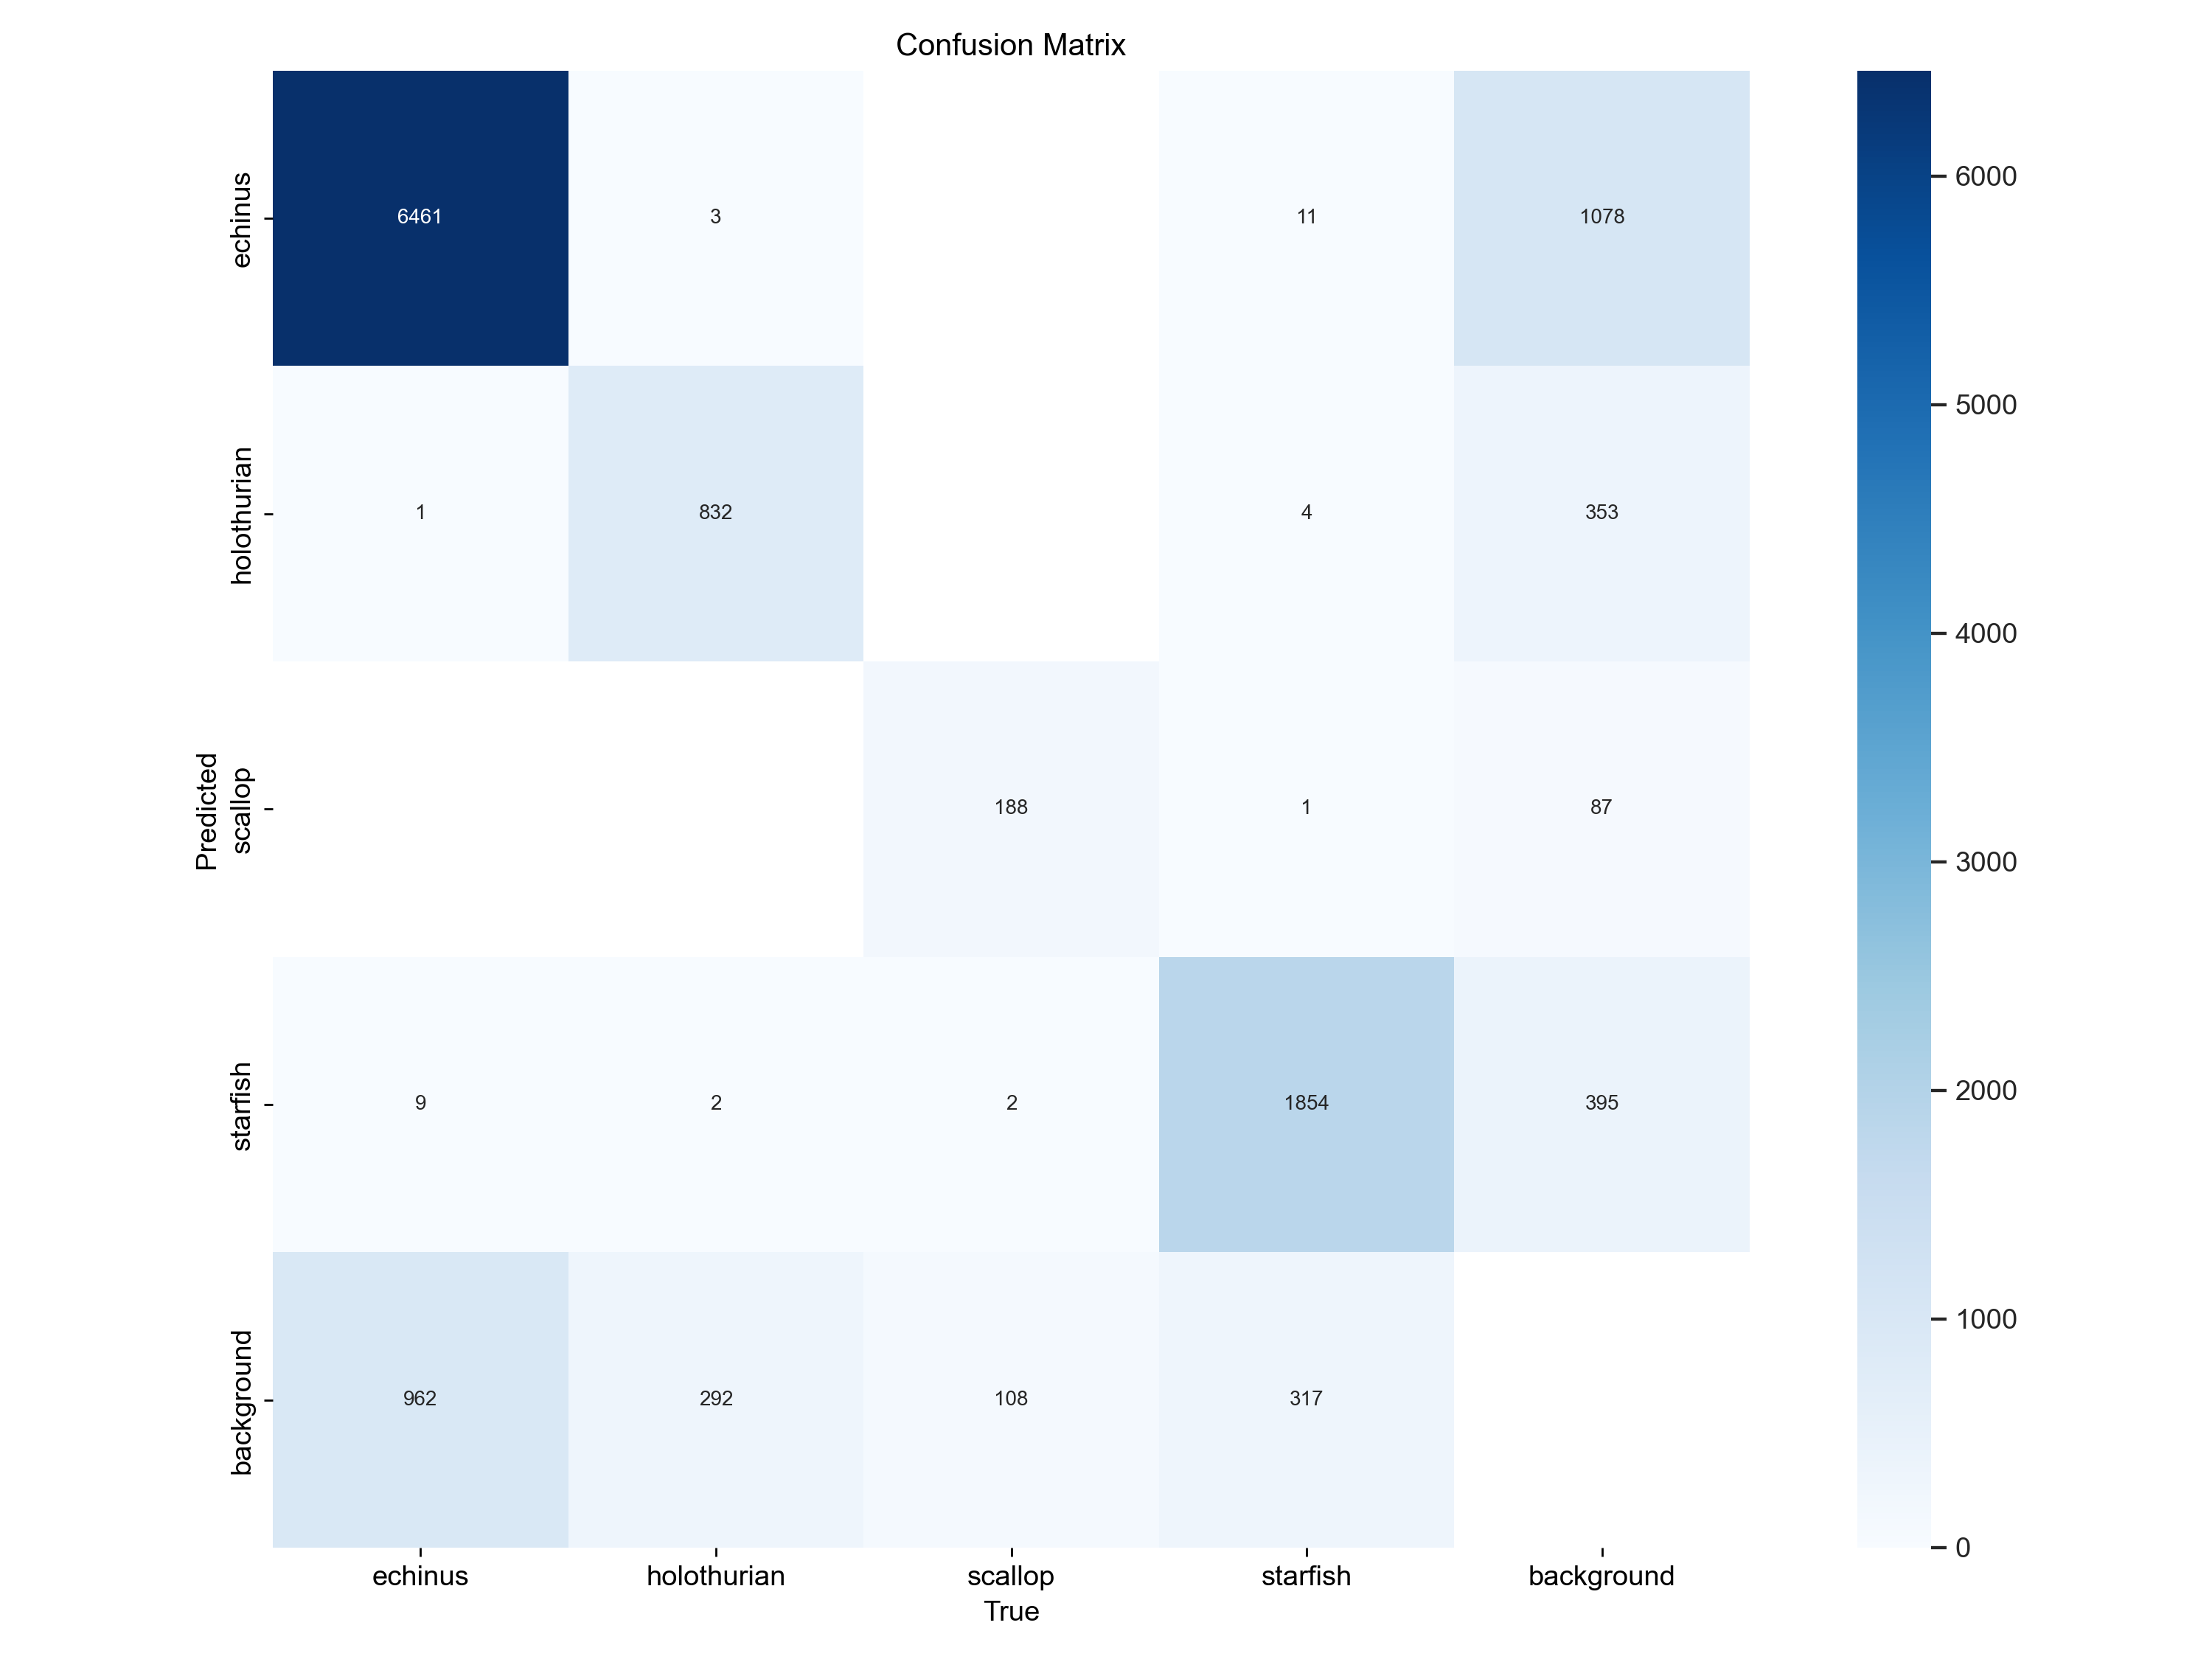 Confusion Matrix
echinus 6461 3 11 1078
holothurian 1 832 4 353
scallop 188 1 87
starfish 9 2 2 1854 395
background 962 292 108 317
Predicted
echinus holothurian scallop starfish background
True
6000
5000
4000
3000
2000
1000
0